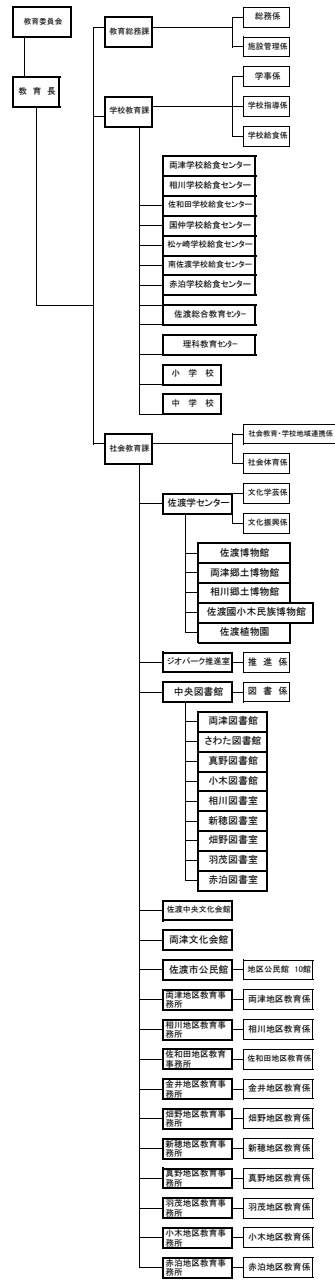 教育委員会
教育総務課
総務係
施設管理係
教 育 長
学校教育課
学事係
学校指導係
学校給食係
両津学校給食センター
相川学校給食センター
佐和田学校給食センター
国仲学校給食センター
松ヶ崎学校給食センター
南佐渡学校給食センター
赤泊学校給食センター
佐渡総合教育センター
理科教育センター
小 学 校
中 学 校
社会教育課
社会教育・学校地域連携係
社会体育係
佐渡学センター
文化学芸係
文化振興係
佐渡博物館
両津郷土博物館
相川郷土博物館
佐渡國小木民族博物館
佐渡植物園
ジオパーク推進室
推 進 係
中央図書館
図 書 係
両津図書館
さわた図書館
真野図書館
小木図書館
相川図書室
新穂図書室
畑野図書室
羽茂図書室
赤泊図書室
佐渡中央文化会館
両津文化会館
佐渡市公民館
地区公民館 10館
両津地区教育事
務所
両津地区教育係
相川地区教育事
務所
相川地区教育係
佐和田地区教育
事務所
佐和田地区教育係
金井地区教育事
務所
金井地区教育係
畑野地区教育事
務所
畑野地区教育係
新穂地区教育事
務所
新穂地区教育係
真野地区教育事
務所
真野地区教育係
羽茂地区教育事
務所
羽茂地区教育係
小木地区教育事
務所
小木地区教育係
赤泊地区教育事
務所
赤泊地区教育係